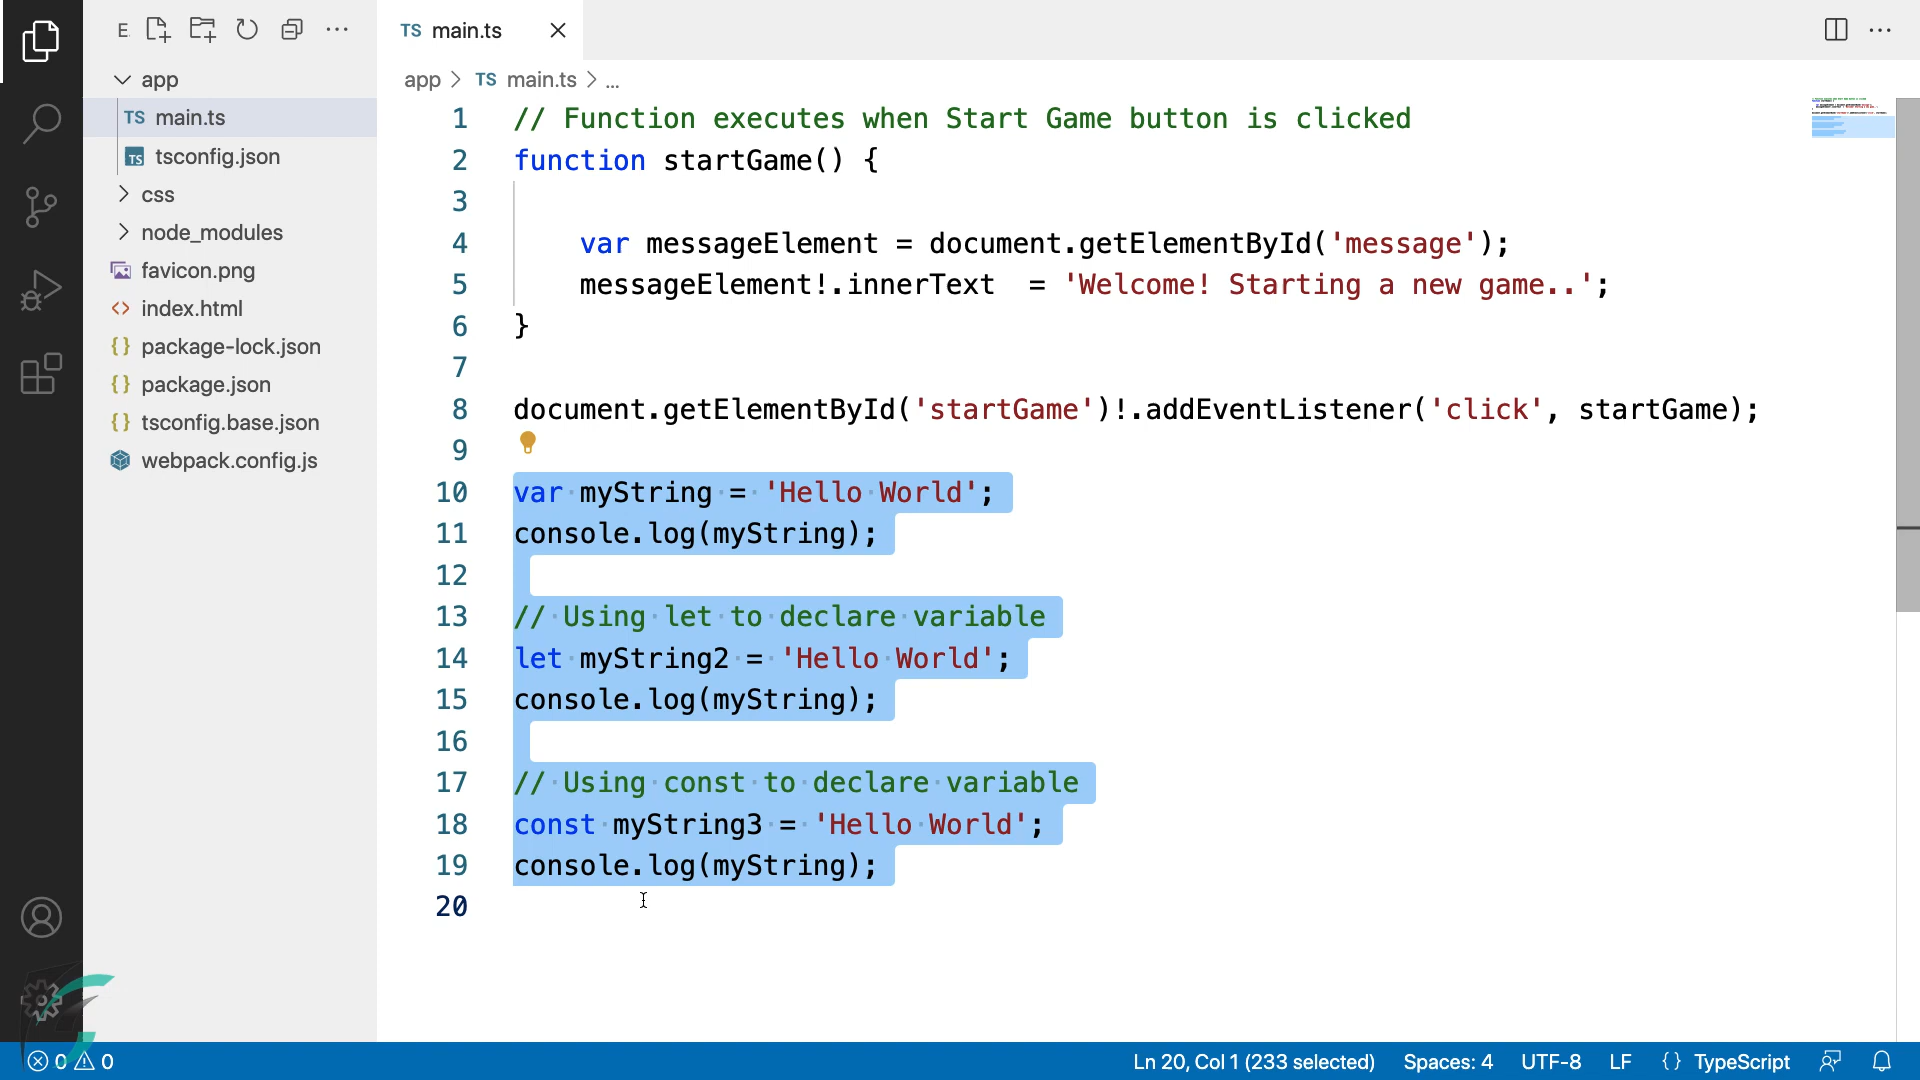 E
TS main.ts
app
TS main.ts
TS tsconfig.json
css
node_modules
favicon.png
index.html
package-lock.json
package.json
tsconfig.base.json
webpack.config.js
app > TS main.ts > ...
1 // Function executes when Start Game button is clicked
2 function startGame() {
3
4 var messageElement = document.getElementById('message');
5 messageElement!.innerText  = 'Welcome! Starting a new game..';
6 }
7
8 document.getElementById('startGame')!.addEventListener('click', startGame);
9
10 var myString = 'Hello World';
11 console.log(myString);
12
13 // Using let to declare variable
14 let myString2 = 'Hello World';
15 console.log(myString);
16
17 // Using const to declare variable
18 const myString3 = 'Hello World';
19 console.log(myString);
20
0 0 Ln 20, Col 1 (233 selected) Spaces: 4 UTF-8 LF {} TypeScript